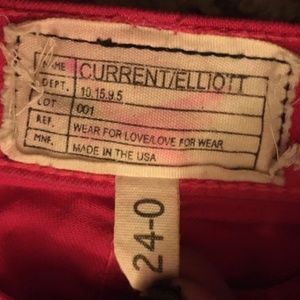 NAME CURRENT/ELLIOTT
DEPT. 10.15.9.5
LOT 001
REF. WEAR FOR LOVE/LOVE FOR WEAR
MNF. MADE IN THE USA
24-0